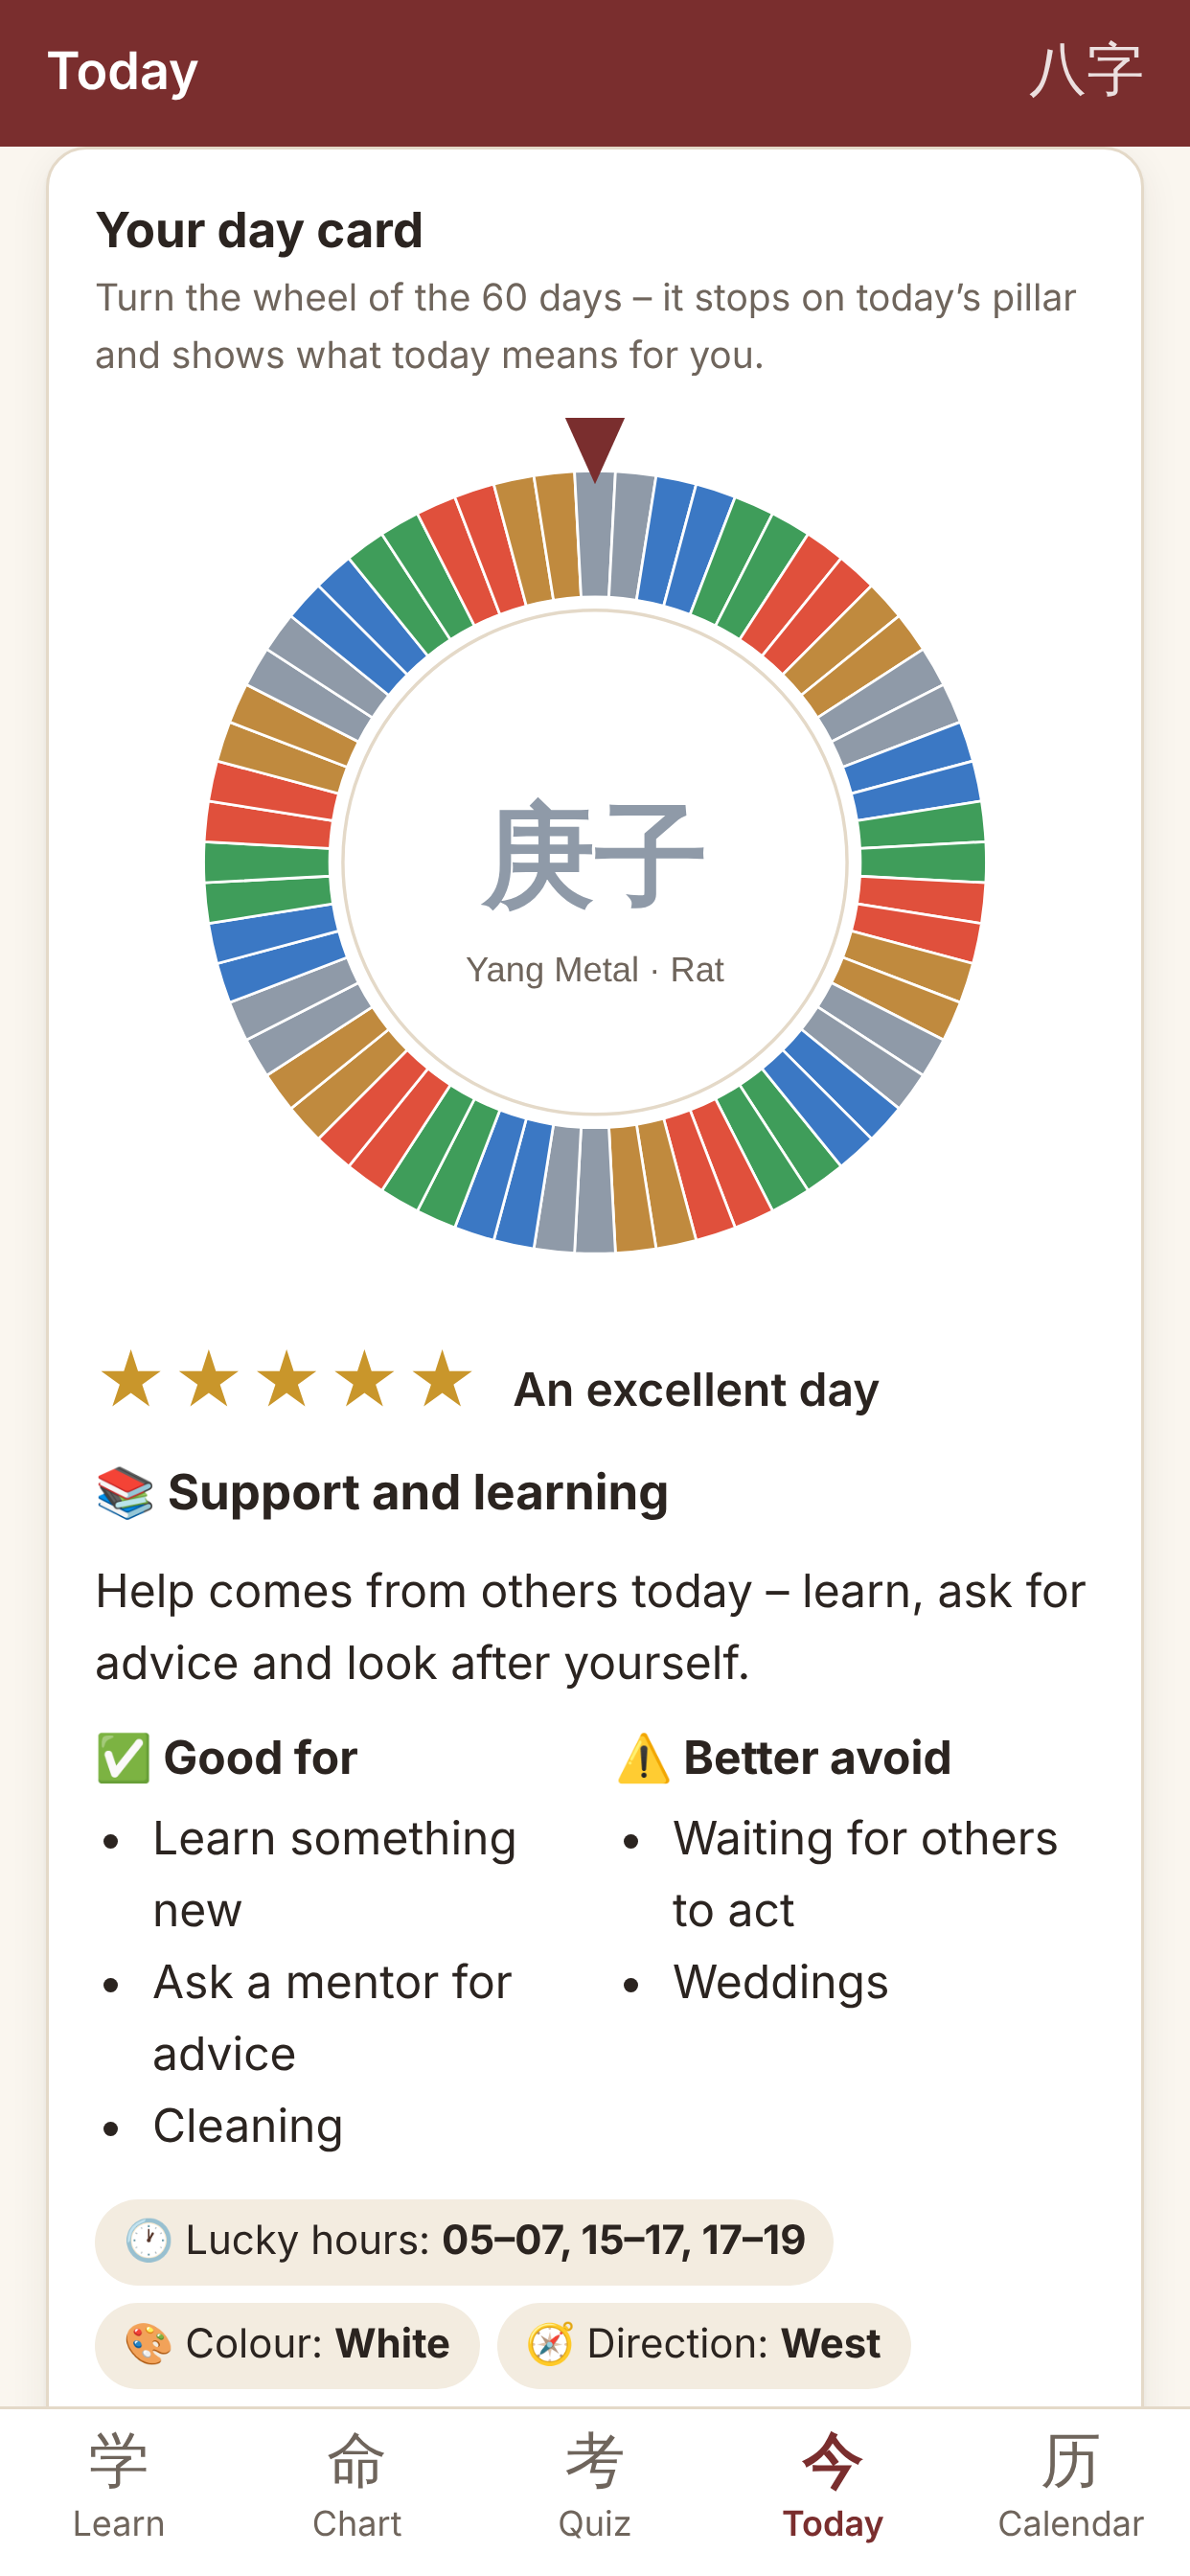 Today
八字
Your day card
Turn the wheel of the 60 days – it stops on today’s pillar
and shows what today means for you.
庚子
Yang Metal · Rat
★★★★★ An excellent day
📚 Support and learning
Help comes from others today – learn, ask for
advice and look after yourself.
✅ Good for
• Learn something
new
• Ask a mentor for
advice
• Cleaning
⚠️ Better avoid
• Waiting for others
to act
• Weddings
🕐 Lucky hours: 05–07, 15–17, 17–19
🎨 Colour: White
🧭 Direction: West
学
Learn
命
Chart
考
Quiz
今
Today
历
Calendar